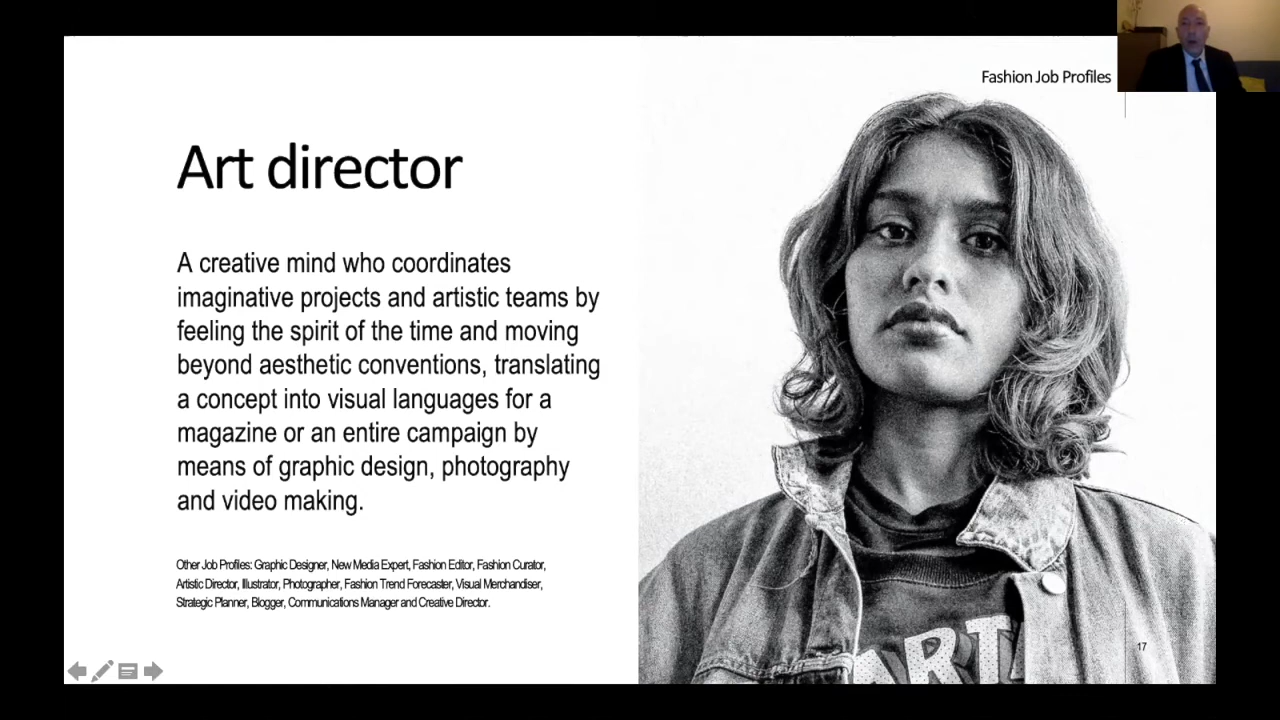 Fashion Job Profiles
Art director
A creative mind who coordinates
imaginative projects and artistic teams by
feeling the spirit of the time and moving
beyond aesthetic conventions, translating
a concept into visual languages for a
magazine or an entire campaign by
means of graphic design, photography
and video making.
Other Job Profiles: Graphic Designer, New Media Expert, Fashion Editor, Fashion Curator,
Artistic Director, Illustrator, Photographer, Fashion Trend Forecaster, Visual Merchandiser,
Strategic Planner, Blogger, Communications Manager and Creative Director.
17